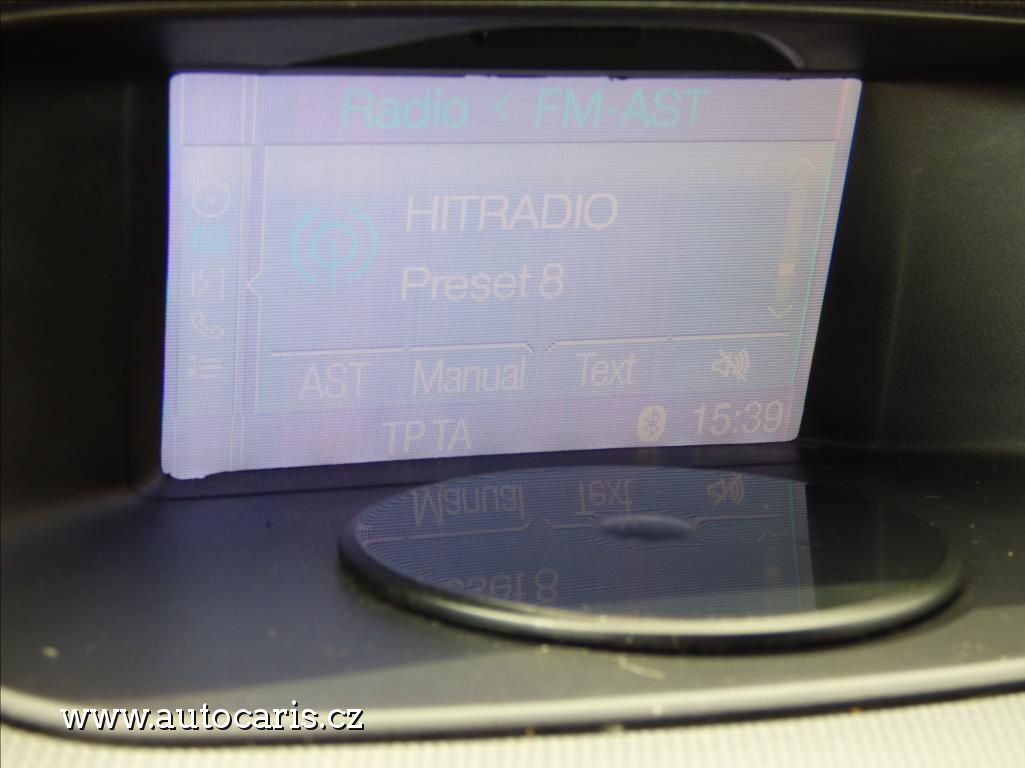 Radio < FM-AST
HITRADIO
Preset 8
AST Manual Text
TP TA 15:39
Manual Text
Preset 8
www.autocaris.cz